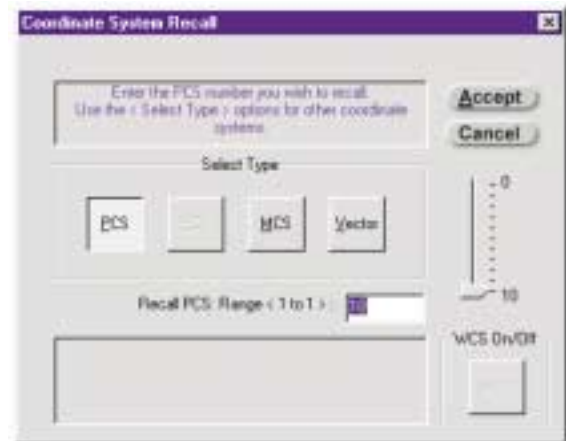 Coordinate System Recall
Enter the PCS number you wish to recall.
Use the < Select Type > options for other coordinate
systems.
Accept
Cancel
Select Type
PCS
MCS
Vector
0
10
Recall PCS: Range < 1 to 1 >
WCS On/Off